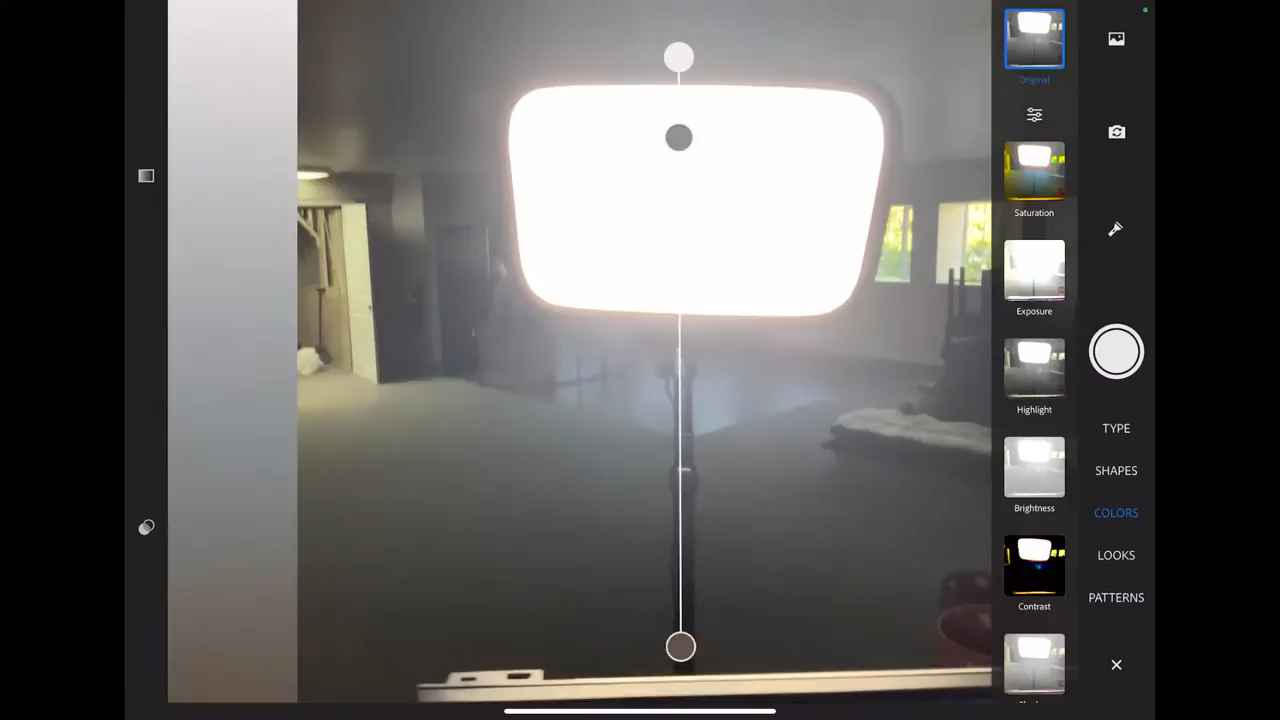 Original
Saturation
Exposure
Highlight
Brightness
Contrast
TYPE
SHAPES
COLORS
LOOKS
PATTERNS